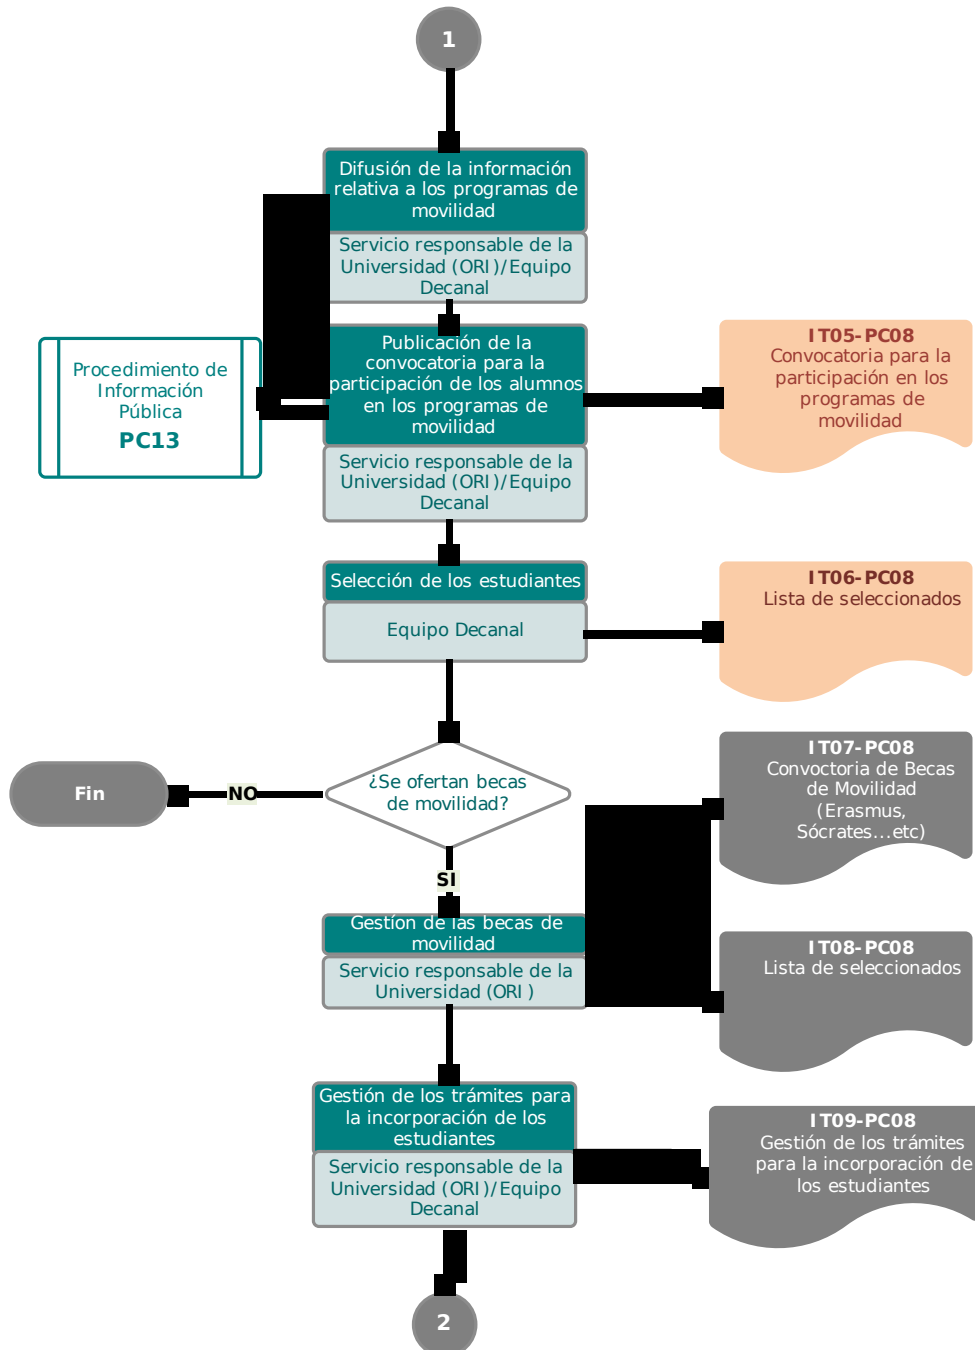 1
Difusión de la información
relativa a los programas de
movilidad
Servicio responsable de la
Universidad (ORI)/Equipo
Decanal
Procedimiento de
Información
Pública
PC13
Publicación de la
convocatoria para la
participación de los alumnos
en los programas de
movilidad
Servicio responsable de la
Universidad (ORI)/Equipo
Decanal
IT05-PC08
Convocatoria para la
participación en los
programas de
movilidad
Selección de los estudiantes
Equipo Decanal
IT06-PC08
Lista de seleccionados
¿Se ofertan becas
de movilidad?
NO
Fin
SI
IT07-PC08
Convoctoria de Becas
de Movilidad
(Erasmus,
Sócrates...etc)
Gestíon de las becas de
movilidad
Servicio responsable de la
Universidad (ORI)
IT08-PC08
Lista de seleccionados
Gestión de los trámites para
la incorporación de los
estudiantes
Servicio responsable de la
Universidad (ORI)/Equipo
Decanal
IT09-PC08
Gestión de los trámites
para la incorporación de
los estudiantes
2